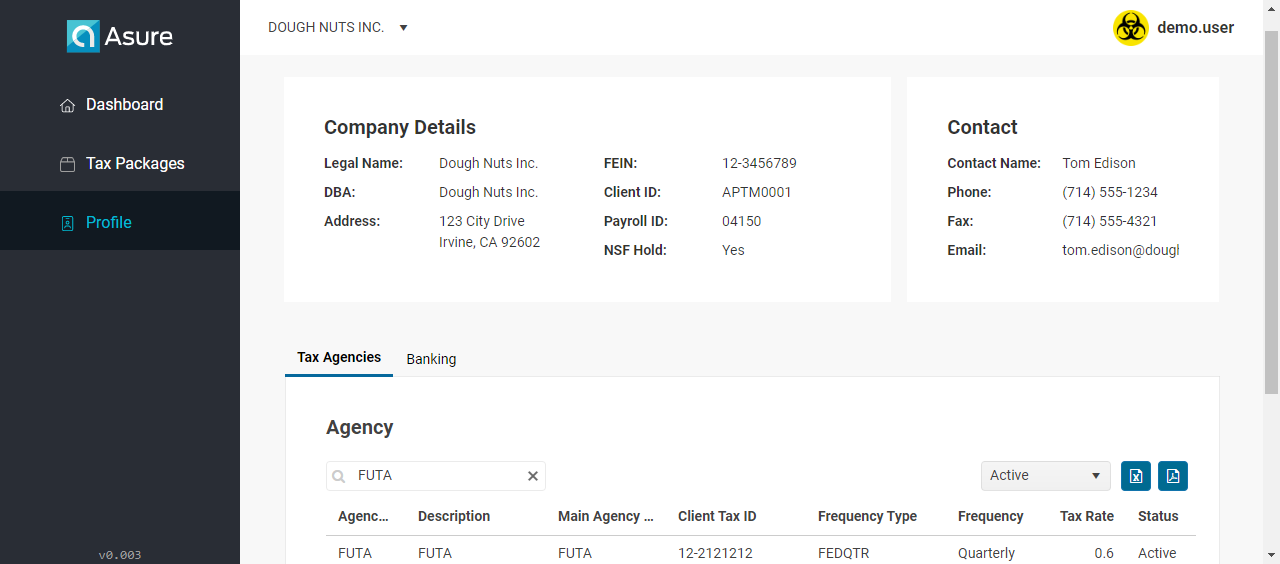 Asure
DOUGH NUTS INC.
demo.user
Dashboard
Tax Packages
Profile
v0.003
Company Details
Legal Name: Dough Nuts Inc. FEIN: 12-3456789
DBA: Dough Nuts Inc. Client ID: APTM0001
Address: 123 City Drive Payroll ID: 04150
Irvine, CA 92602
NSF Hold: Yes
Contact
Contact Name: Tom Edison
Phone: (714) 555-1234
Fax: (714) 555-4321
Email: tom.edison@dough
Tax Agencies Banking
Agency
FUTA Active
Agenc... Description Main Agency ... Client Tax ID Frequency Type Frequency Tax Rate Status
FUTA FUTA FUTA 12-2121212 FEDQTR Quarterly 0.6 Active